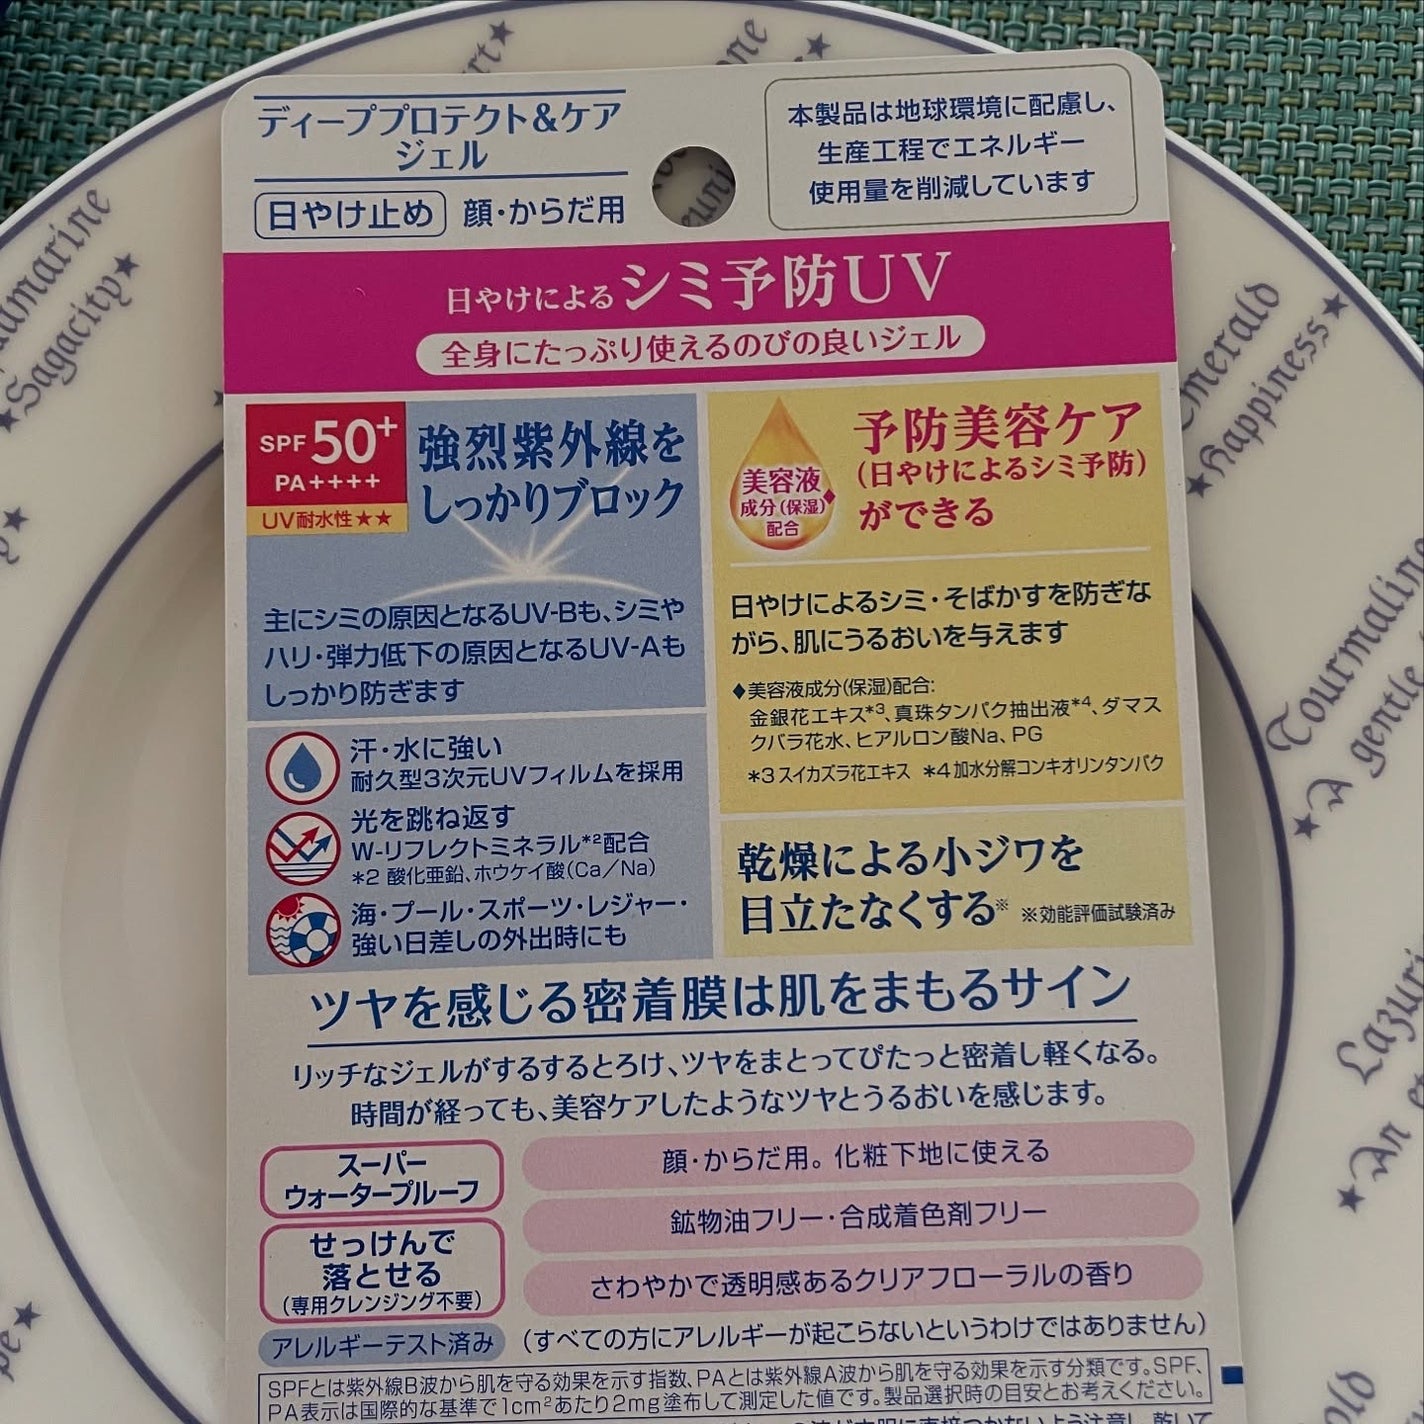 ディーププロテクト&ケア
ジェル
日やけ止め 顔・からだ用
本製品は地球環境に配慮し、
生産工程でエネルギー
使用量を削減しています
日やけによるシミ予防UV
全身にたっぷり使えるのびの良いジェル
SPF50+
PA++++
UV耐水性★★
強烈紫外線を
しっかりブロック
主にシミの原因となるUV-Bも、シミや
ハリ・弾力低下の原因となるUV-Aも
しっかり防ぎます
汗・水に強い
耐久型3次元UVフィルムを採用
光を跳ね返す
W-リフレクトミネラル*2配合
*2 酸化亜鉛、ホウケイ酸(Ca/Na)
海・プール・スポーツ・レジャー・
強い日差しの外出時にも
美容液
成分(保湿)◆
配合
予防美容ケア
(日やけによるシミ予防)
ができる
日やけによるシミ・そばかすを防ぎな
がら、肌にうるおいを与えます
◆美容液成分(保湿)配合:
金銀花エキス*3、真珠タンパク抽出液*4、ダマス
クバラ花水、ヒアルロン酸Na、PG
*3 スイカズラ花エキス *4 加水分解コンキオリンタンパク
乾燥による小ジワを
目立たなくする※ ※効能評価試験済み
ツヤを感じる密着膜は肌をまもるサイン
リッチなジェルがするするとろけ、ツヤをまとってぴたっと密着し軽くなる。
時間が経っても、美容ケアしたようなツヤとうるおいを感じます。
スーパー
ウォータープルーフ
せっけんで
落とせる
(専用クレンジング不要)
顔・からだ用。化粧下地に使える
鉱物油フリー・合成着色剤フリー
さわやかで透明感あるクリアフローラルの香り
アレルギーテスト済み (すべての方にアレルギーが起こらないというわけではありません)
SPFとは紫外線B波から肌を守る効果を示す指数、PAとは紫外線A波から肌を守る効果を示す分類です。SPF、
PA表示は国際的な基準で1cm²あたり2mg塗布して測定した値です。製品選択時の目安とお考えください。
★Sagacity★
★Happiness★
Tourmaline
★A gentle
Lazuri
★An